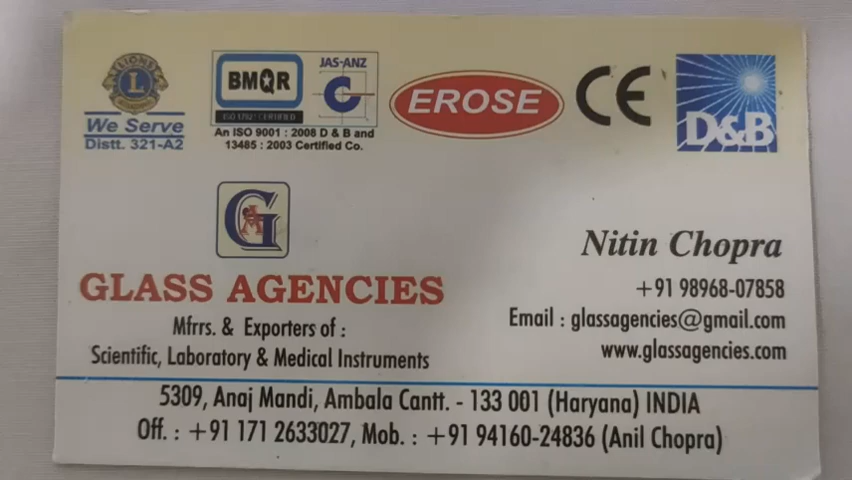 LIONS
L
We Serve
Distt. 321-A2
BMQR
JAS-ANZ
An ISO 9001 : 2008 D & B and
13485 : 2003 Certified Co.
EROSE
CE
D&B
G
A
&
GLASS AGENCIES
Mfrrs. & Exporters of :
Scientific, Laboratory & Medical Instruments
Nitin Chopra
+91 98968-07858
Email : glassagencies@gmail.com
www.glassagencies.com
5309, Anaj Mandi, Ambala Cantt. - 133 001 (Haryana) INDIA
Off. : +91 171 2633027, Mob. : +91 94160-24836 (Anil Chopra)